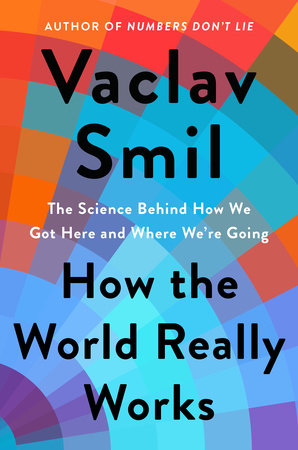 AUTHOR OF NUMBERS DON'T LIE
Vaclav
Smil
The Science Behind How We
Got Here and Where We're Going
How the
World Really
Works